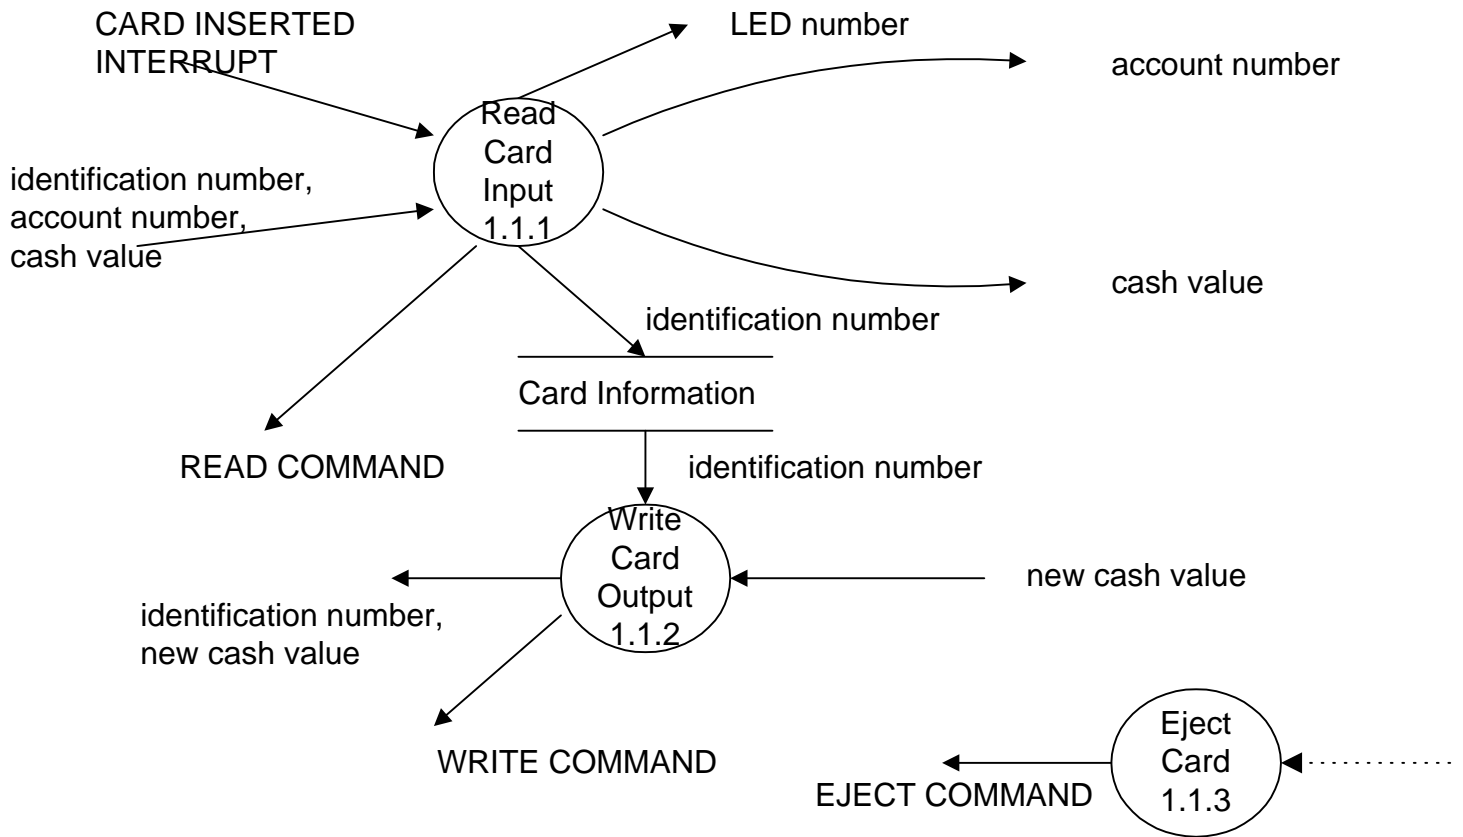 CARD INSERTED
INTERRUPT
LED number
account number
Read
Card
Input
1.1.1
identification number,
account number,
cash value
cash value
identification number
Card Information
READ COMMAND
identification number
Write
Card
Output
1.1.2
new cash value
identification number,
new cash value
WRITE COMMAND
Eject
Card
1.1.3
EJECT COMMAND